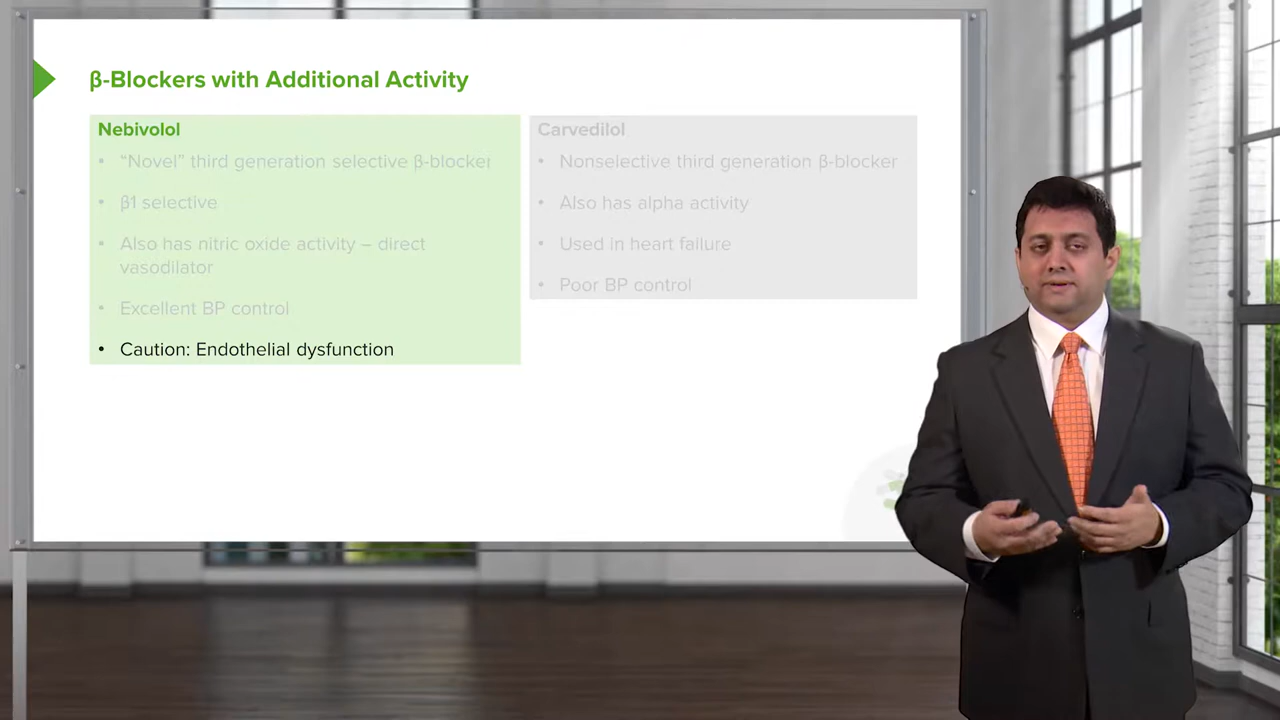 β-Blockers with Additional Activity
Nebivolol
• “Novel” third generation selective β-blocker
• β1 selective
• Also has nitric oxide activity – direct
vasodilator
• Excellent BP control
• Caution: Endothelial dysfunction
Carvedilol
• Nonselective third generation β-blocker
• Also has alpha activity
• Used in heart failure
• Poor BP control